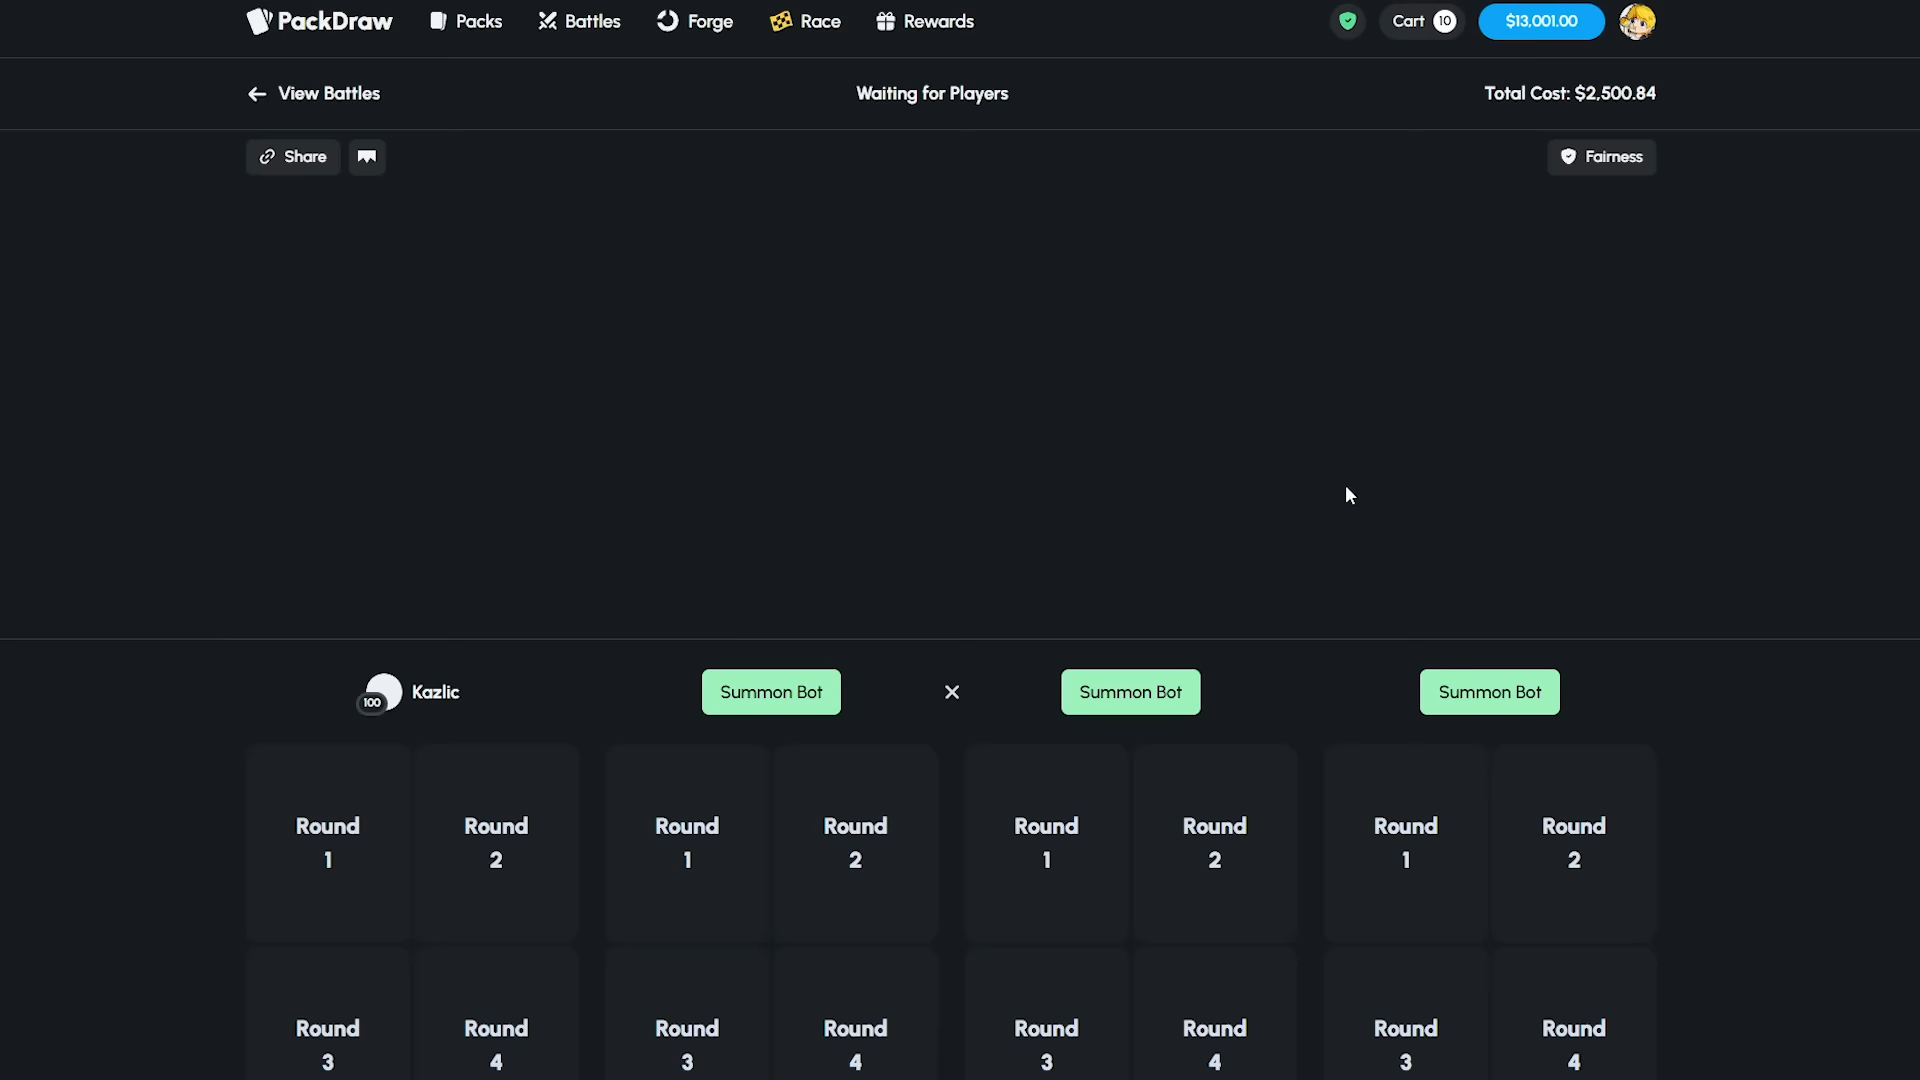 PackDraw Packs Battles Forge Race Rewards Cart 10 $13,001.00
View Battles Waiting for Players Total Cost: $2,500.84
Share Fairness
100 Kazlic Summon Bot Summon Bot Summon Bot
Round Round Round Round Round Round Round Round
1 2 1 2 1 2 1 2
Round Round Round Round Round Round Round Round
3 4 3 4 3 4 3 4